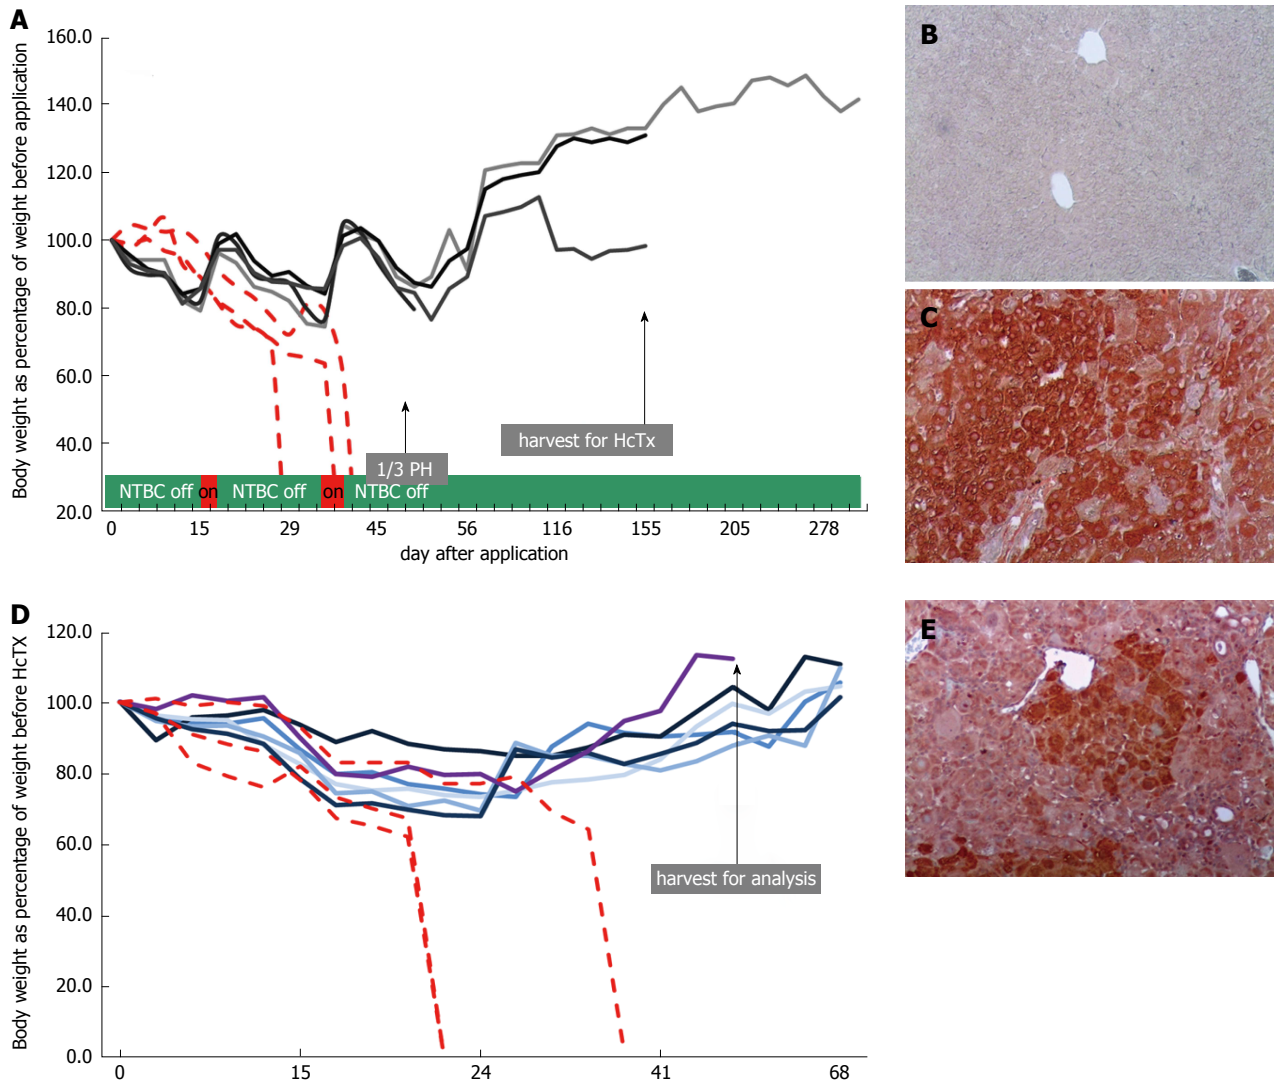 A
Body weight as percentage of weight before application
160.0
140.0
120.0
100.0
80.0
60.0
40.0
20.0
harvest for HcTx
1/3 PH
NTBC off on NTBC off on NTBC off
0 15 29 45 56 116 155 205 278
day after application
B
C
D
Body weight as percentage of weight before HcTX
120.0
100.0
80.0
60.0
40.0
20.0
0.0
harvest for analysis
0 15 24 41 68
E